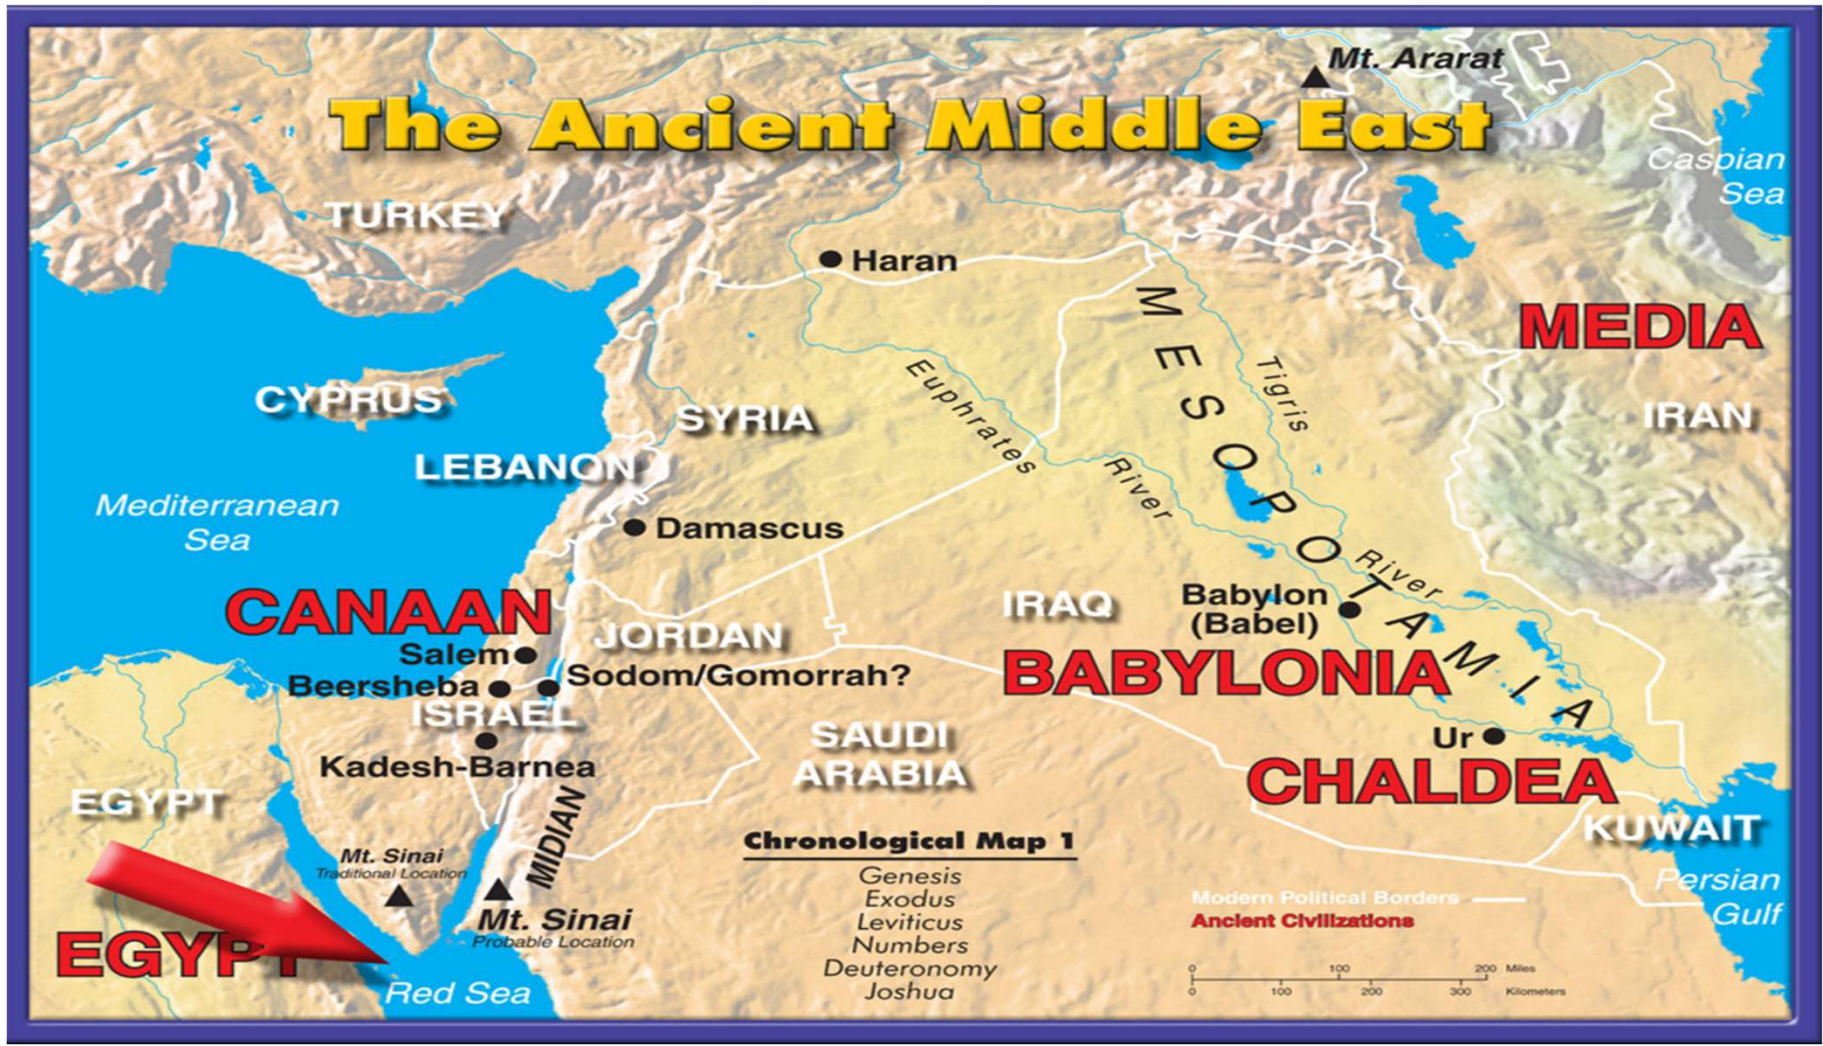 Mt. Ararat
The Ancient Middle East
Caspian
Sea
TURKEY
Haran
MESOPOTAMIA
MEDIA
Tigris
River
Euphrates
River
CYPRUS
SYRIA
IRAN
LEBANON
Mediterranean
Sea
Damascus
CANAAN
IRAQ
Babylon
(Babel)
JORDAN
Salem
Sodom/Gomorrah?
BABYLONIA
Beersheba
ISRAEL
SAUDI
ARABIA
Ur
Kadesh-Barnea
CHALDEA
EGYPT
KUWAIT
MIDIAN
Chronological Map 1
Genesis
Exodus
Leviticus
Numbers
Deuteronomy
Joshua
Mt. Sinai
Traditional Location
Mt. Sinai
Probable Location
Modern Political Borders
Ancient Civilizations
Persian
Gulf
EGYPT
Red Sea
0 100 200 Miles
0 100 200 300 Kilometers